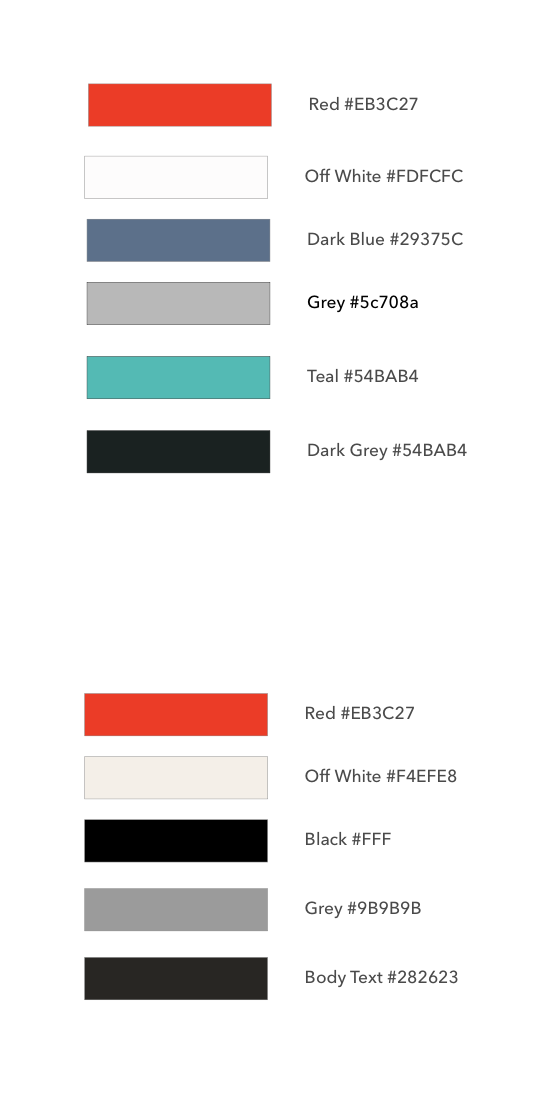 Red #EB3C27
Off White #FDFCFC
Dark Blue #29375C
Grey #5c708a
Teal #54BAB4
Dark Grey #54BAB4
Red #EB3C27
Off White #F4EFE8
Black #FFF
Grey #9B9B9B
Body Text #282623